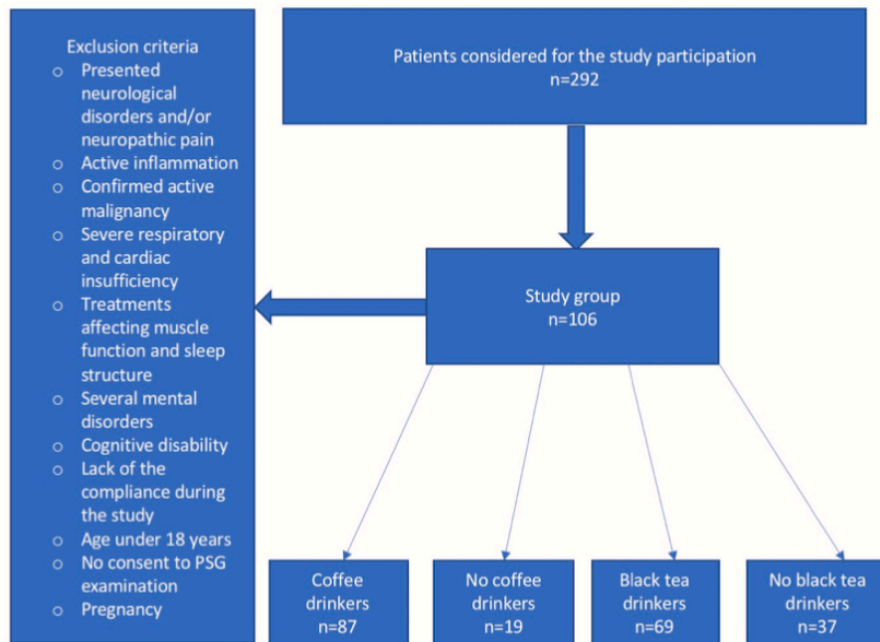 Exclusion criteria
o Presented
neurological
disorders and/or
neuropathic pain
o Active inflammation
o Confirmed active
malignancy
o Severe respiratory
and cardiac
insufficiency
o Treatments
affecting muscle
function and sleep
structure
o Several mental
disorders
o Cognitive disability
o Lack of the
compliance during
the study
o Age under 18 years
o No consent to PSG
examination
o Pregnancy
Patients considered for the study participation
n=292
Study group
n=106
Coffee
drinkers
n=87
No coffee
drinkers
n=19
Black tea
drinkers
n=69
No black tea
drinkers
n=37